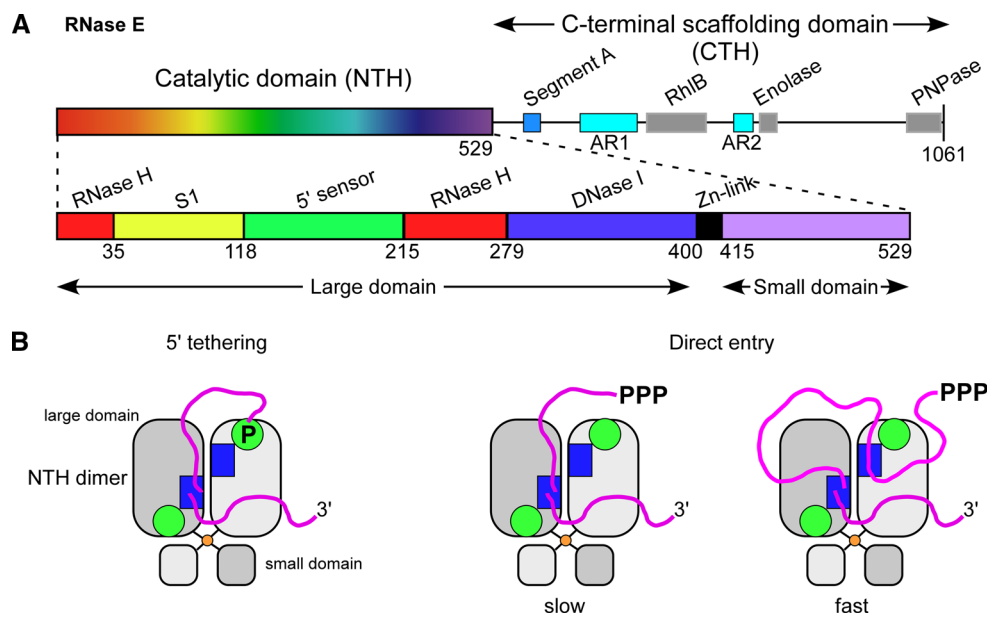 A
RNase E
C-terminal scaffolding domain
(CTH)
Catalytic domain (NTH)
Segment A
RhlB
Enolase
PNPase
AR1
AR2
529
1061
RNase H
S1
5' sensor
RNase H
DNase I
Zn-link
35
118
215
279
400
415
529
Large domain
Small domain
B
5' tethering
Direct entry
large domain
P
PPP
PPP
NTH dimer
3'
3'
3'
small domain
slow
fast